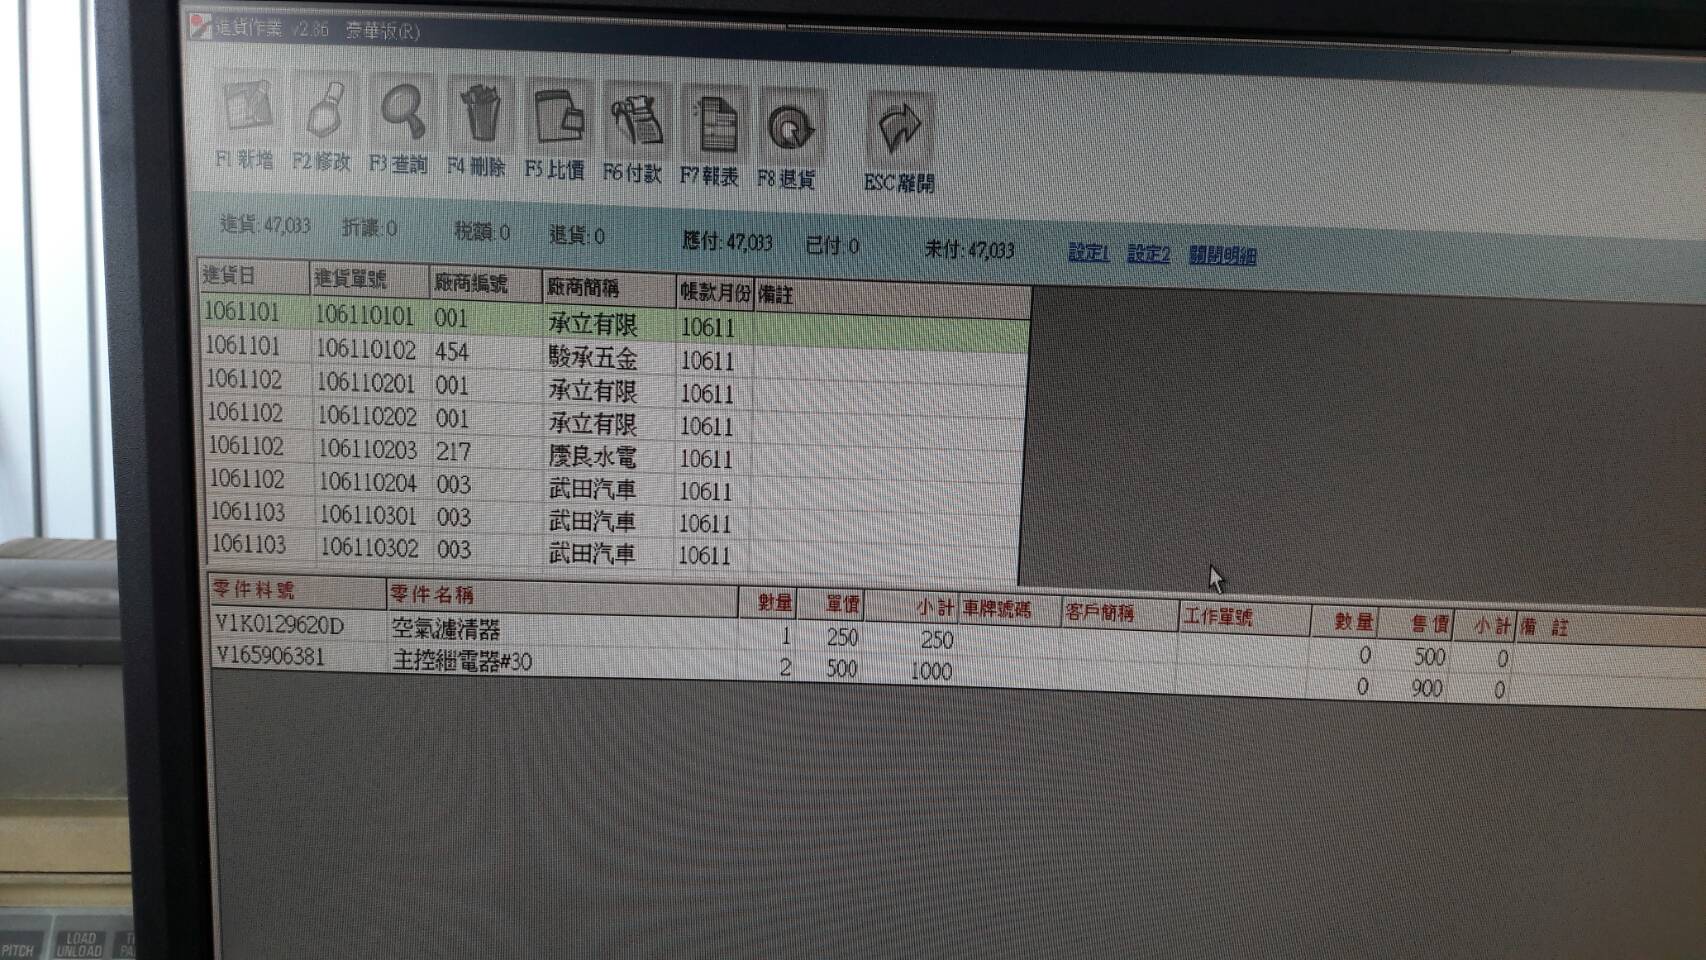 進貨作業 v2.86 豪華版(R)
F1 新增 F2 修改 F3 查詢 F4 刪除 F5 比價 F6 付款 F7 報表 F8 退貨 ESC 離開
進貨: 47,033 折讓: 0 税額: 0 退貨: 0 應付: 47,033 已付: 0 未付: 47,033 設定1 設定2 關閉明細
進貨日 進貨單號 廠商編號 廠商簡稱 帳款月份 備註
1061101 106110101 001 承立有限 10611
1061101 106110102 454 駿承五金 10611
1061102 106110201 001 承立有限 10611
1061102 106110202 001 承立有限 10611
1061102 106110203 217 慶良水電 10611
1061102 106110204 003 武田汽車 10611
1061103 106110301 003 武田汽車 10611
1061103 106110302 003 武田汽車 10611
零件料號 零件名稱 數量 單價 小計 車牌號碼 客戶簡稱 工作單號 數量 售價 小計 備 註
V1K0129620D 空氣濾清器 1 250 250 0 500 0
V165906381 主控繼電器#30 2 500 1000 0 900 0
PITCH LOAD
UNLOAD